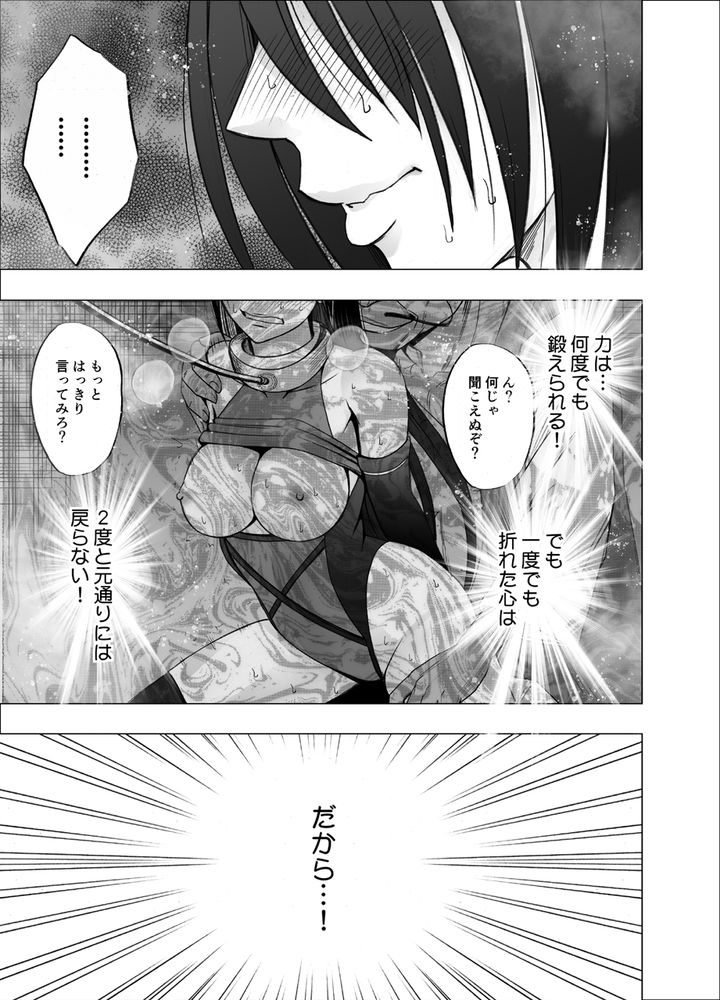 ………
………
力は…
何度でも
鍛えられる！
ん？
何じゃ
聞こえぬぞ？
でも
一度でも
折れた心は
もっと
はっきり
言ってみろ？
２度と元通りには
戻らない！
だから…！